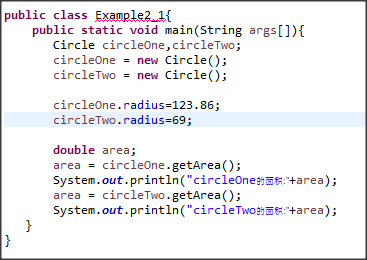 public class Example2_1{
public static void main(String args[]){
Circle circleOne,circleTwo;
circleOne = new Circle();
circleTwo = new Circle();
circleOne.radius=123.86;
circleTwo.radius=69;
double area;
area = circleOne.getArea();
System.out.println("circleOne的面积:"+area);
area = circleTwo.getArea();
System.out.println("circleTwo的面积:"+area);
}
}